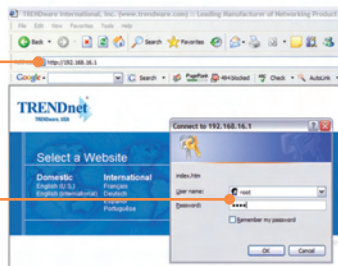 TRENDware International, Inc. [www.trendware.com] :: Leading Manufacturer of Networking Product
File Edit View Favorites Tools Help
Back Search Favorites
http://192.168.16.1
Google Search PageRank blocked Check AutoLink
TRENDnet
TRENDware, USA
Select a Website
Domestic International
English (U.S.) Français
English (International) Deutsch
Español
Português
Connect to 192.168.16.1
index.htm
User name: root
Password:
Remember my password
OK Cancel